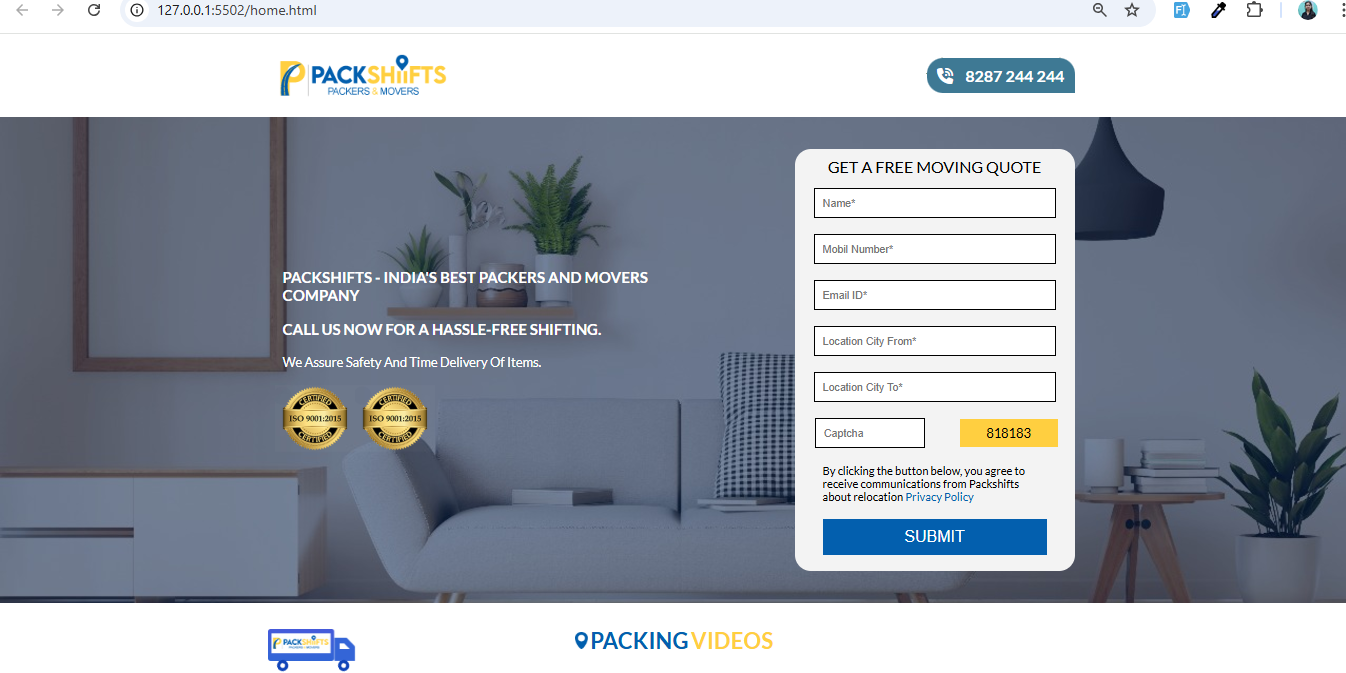 127.0.0.1:5502/home.html
PACKSHIFTS
PACKERS & MOVERS
8287 244 244
GET A FREE MOVING QUOTE
Name*
Mobil Number*
Email ID*
Location City From*
Location City To*
Captcha
818183
By clicking the button below, you agree to
receive communications from Packshifts
about relocation Privacy Policy
SUBMIT
PACKSHIFTS - INDIA'S BEST PACKERS AND MOVERS
COMPANY
CALL US NOW FOR A HASSLE-FREE SHIFTING.
We Assure Safety And Time Delivery Of Items.
CERTIFIED
ISO 9001:2015
CERTIFIED
CERTIFIED
ISO 9001:2015
CERTIFIED
PACKSHIFTS
PACKERS & MOVERS
PACKING VIDEOS